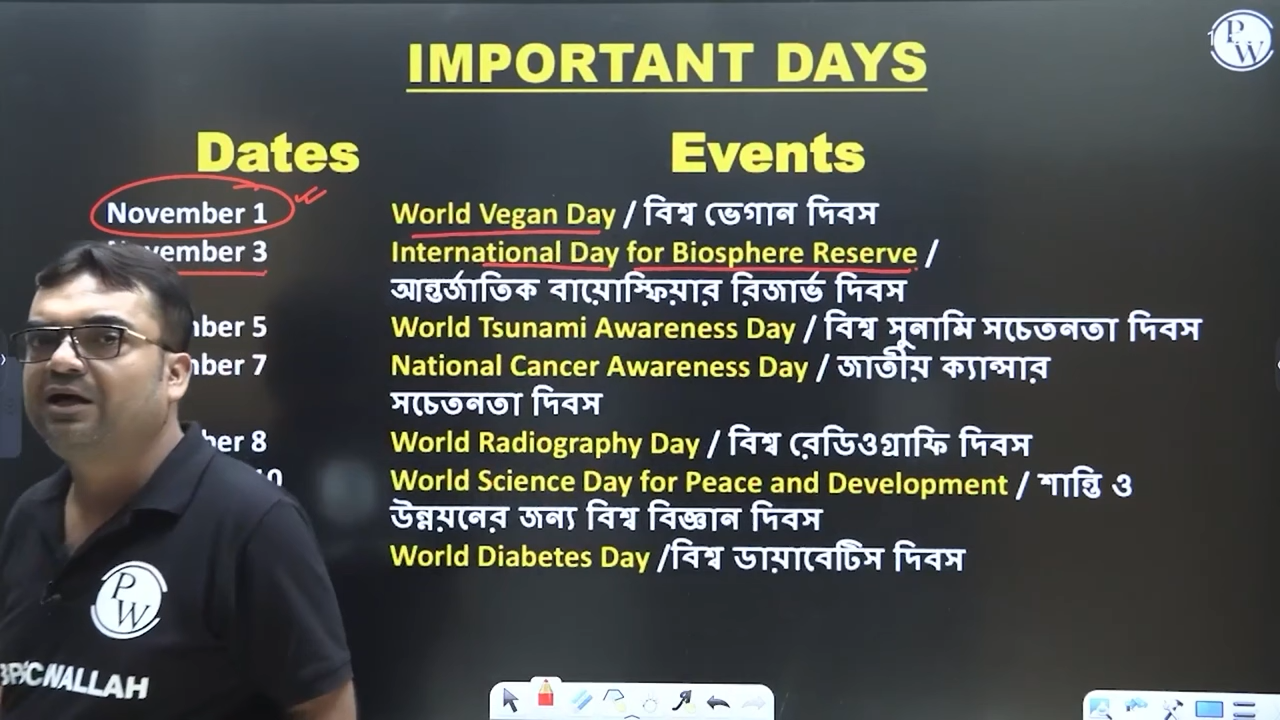 IMPORTANT DAYS
PW
Dates Events
November 1 World Vegan Day / বিশ্ব ভেগান দিবস
November 3 International Day for Biosphere Reserve /
আন্তর্জাতিক বায়োস্ফিয়ার রিজার্ভ দিবস
mber 5 World Tsunami Awareness Day / বিশ্ব সুনামি সচেতনতা দিবস
mber 7 National Cancer Awareness Day / জাতীয় ক্যান্সার
সচেতনতা দিবস
ber 8 World Radiography Day / বিশ্ব রেডিওগ্রাফি দিবস
10 World Science Day for Peace and Development / শান্তি ও
উন্নয়নের জন্য বিশ্ব বিজ্ঞান দিবস
World Diabetes Day /বিশ্ব ডায়াবেটিস দিবস
PW
WALLAH